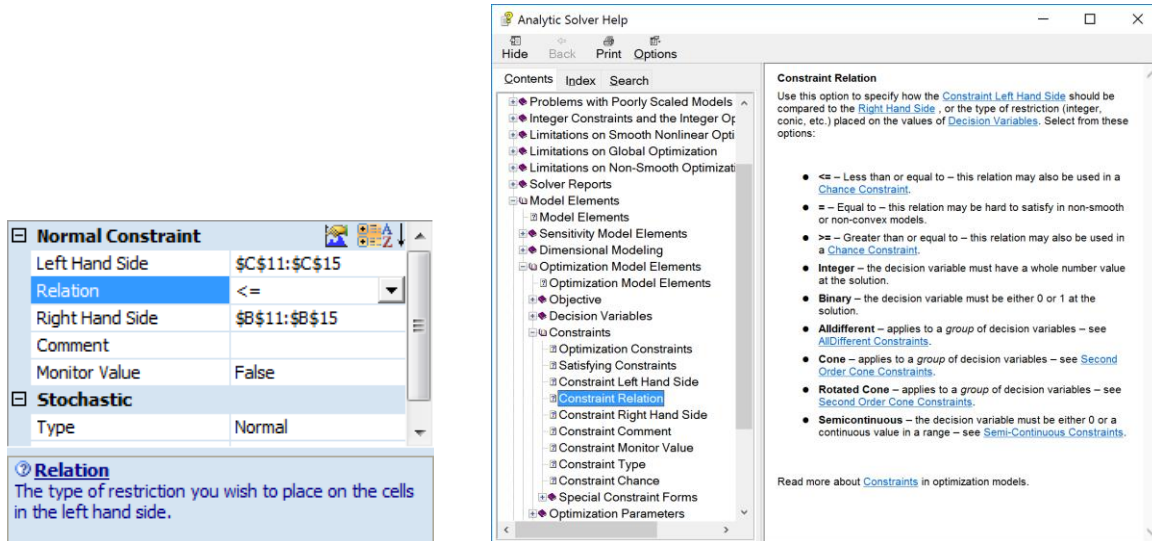 Normal Constraint
Left Hand Side $C$11:$C$15
Relation <=
Right Hand Side $B$11:$B$15
Comment
Monitor Value False
Stochastic
Type Normal
Relation
The type of restriction you wish to place on the cells
in the left hand side.
Analytic Solver Help
Hide Back Print Options
Contents Index Search
Problems with Poorly Scaled Models
Integer Constraints and the Integer Op
Limitations on Smooth Nonlinear Opti
Limitations on Global Optimization
Limitations on Non-Smooth Optimizati
Solver Reports
Model Elements
Model Elements
Sensitivity Model Elements
Dimensional Modeling
Optimization Model Elements
Optimization Model Elements
Objective
Decision Variables
Constraints
Optimization Constraints
Satisfying Constraints
Constraint Left Hand Side
Constraint Relation
Constraint Right Hand Side
Constraint Comment
Constraint Monitor Value
Constraint Type
Constraint Chance
Special Constraint Forms
Optimization Parameters
Constraint Relation
Use this option to specify how the Constraint Left Hand Side should be
compared to the Right Hand Side , or the type of restriction (integer,
conic, etc.) placed on the values of Decision Variables. Select from these
options:
● <= – Less than or equal to – this relation may also be used in a
Chance Constraint.
● = – Equal to – this relation may be hard to satisfy in non-smooth
or non-convex models.
● >= – Greater than or equal to – this relation may also be used in
a Chance Constraint.
● Integer – the decision variable must have a whole number value
at the solution.
● Binary – the decision variable must be either 0 or 1 at the
solution.
● Alldifferent – applies to a group of decision variables – see
AllDifferent Constraints.
● Cone – applies to a group of decision variables – see Second
Order Cone Constraints.
● Rotated Cone – applies to a group of decision variables – see
Second Order Cone Constraints.
● Semicontinuous – the decision variable must be either 0 or a
continuous value in a range – see Semi-Continuous Constraints.
Read more about Constraints in optimization models.